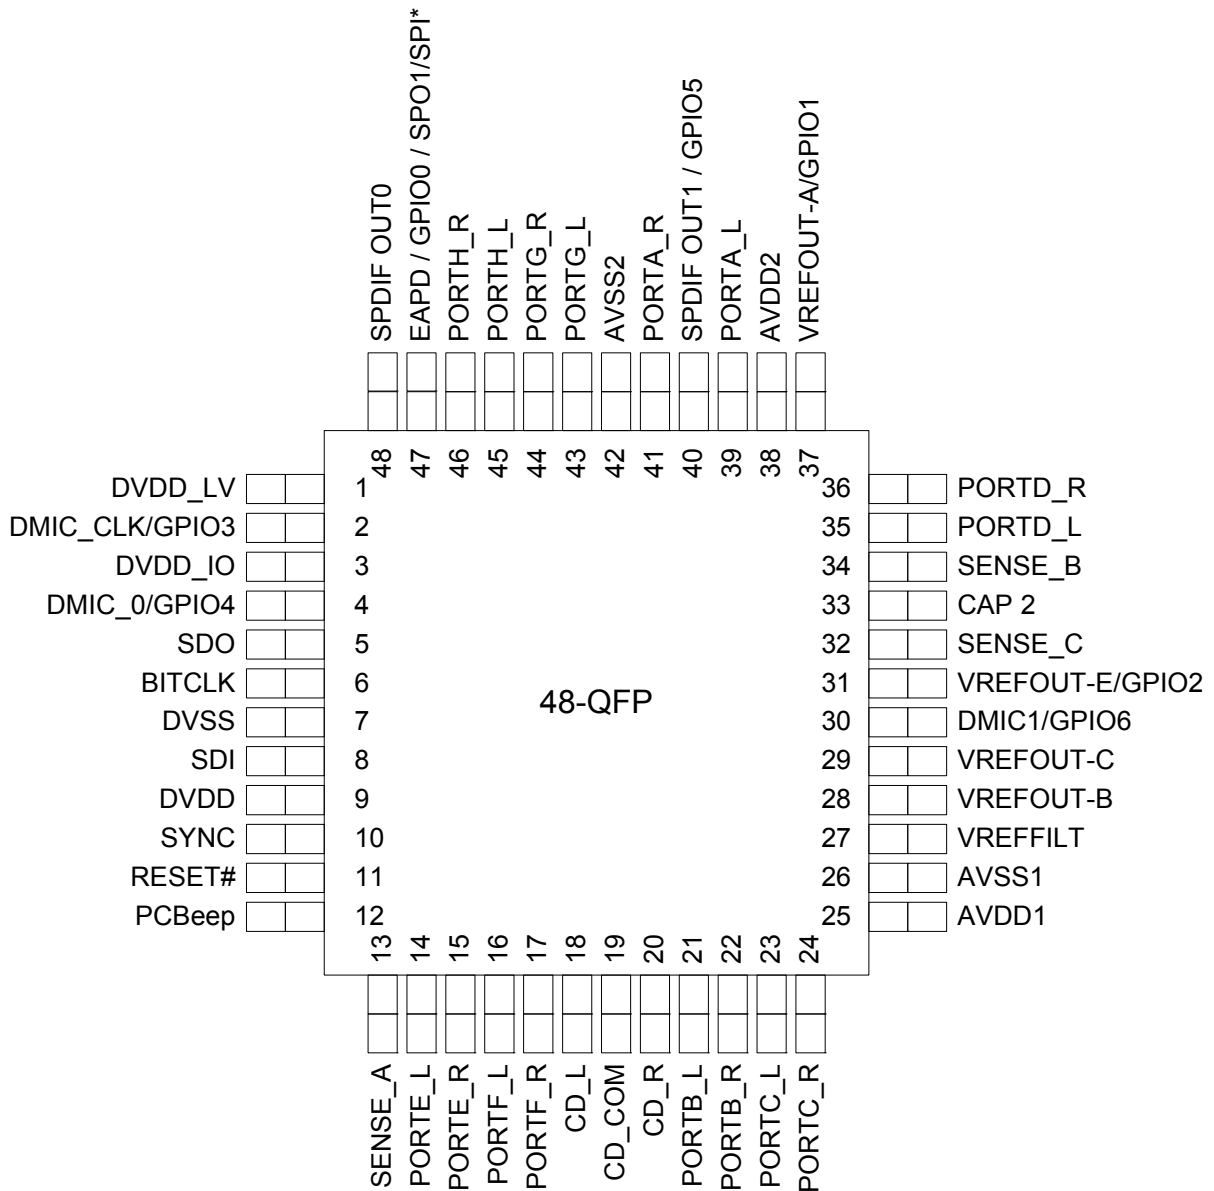 SPDIF OUT0
EAPD / GPIO0 / SPO1/SPI*
PORTH_R
PORTH_L
PORTG_R
PORTG_L
AVSS2
PORTA_R
SPDIF OUT1 / GPIO5
PORTA_L
AVDD2
VREFOUT-A/GPIO1
48
47
46
45
44
43
42
41
40
39
38
37
DVDD_LV 1
DMIC_CLK/GPIO3 2
DVDD_IO 3
DMIC_0/GPIO4 4
SDO 5
BITCLK 6
DVSS 7
SDI 8
DVDD 9
SYNC 10
RESET# 11
PCBeep 12
48-QFP
36 PORTD_R
35 PORTD_L
34 SENSE_B
33 CAP 2
32 SENSE_C
31 VREFOUT-E/GPIO2
30 DMIC1/GPIO6
29 VREFOUT-C
28 VREFOUT-B
27 VREFFILT
26 AVSS1
25 AVDD1
13
14
15
16
17
18
19
20
21
22
23
24
SENSE_A
PORTE_L
PORTE_R
PORTF_L
PORTF_R
CD_L
CD_COM
CD_R
PORTB_L
PORTB_R
PORTC_L
PORTC_R